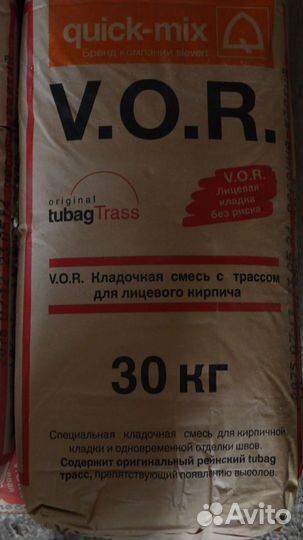 quick-mix
Бренд компании sievert
V.O.R.
original
tubagTrass
V.O.R.
Лицевая
кладка
без риска
V.O.R. Кладочная смесь с трассом
для лицевого кирпича
30 кг
Специальная кладочная смесь для кирпичной
кладки и одновременной отделки швов.
Содержит оригинальный рейнский tubag
трасс, препятствующий появлению высолов.
Avito